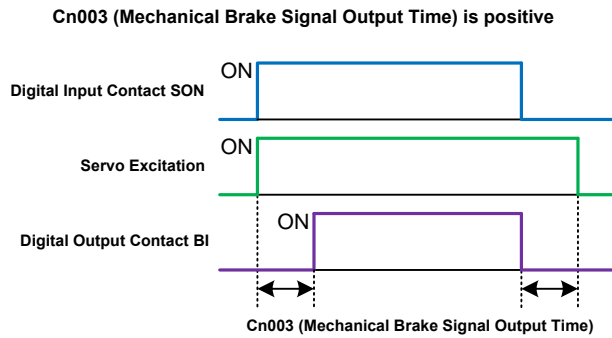 Cn003 (Mechanical Brake Signal Output Time) is positive
ON
Digital Input Contact SON
ON
Servo Excitation
ON
Digital Output Contact BI
Cn003 (Mechanical Brake Signal Output Time)